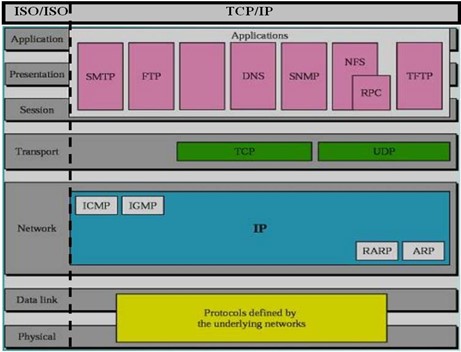 ISO/ISO TCP/IP
Application
Applications
Presentation
SMTP FTP DNS SNMP NFS RPC TFTP
Session
Transport TCP UDP
ICMP IGMP
Network IP
RARP ARP
Data link
Protocols defined by
the underlying networks
Physical